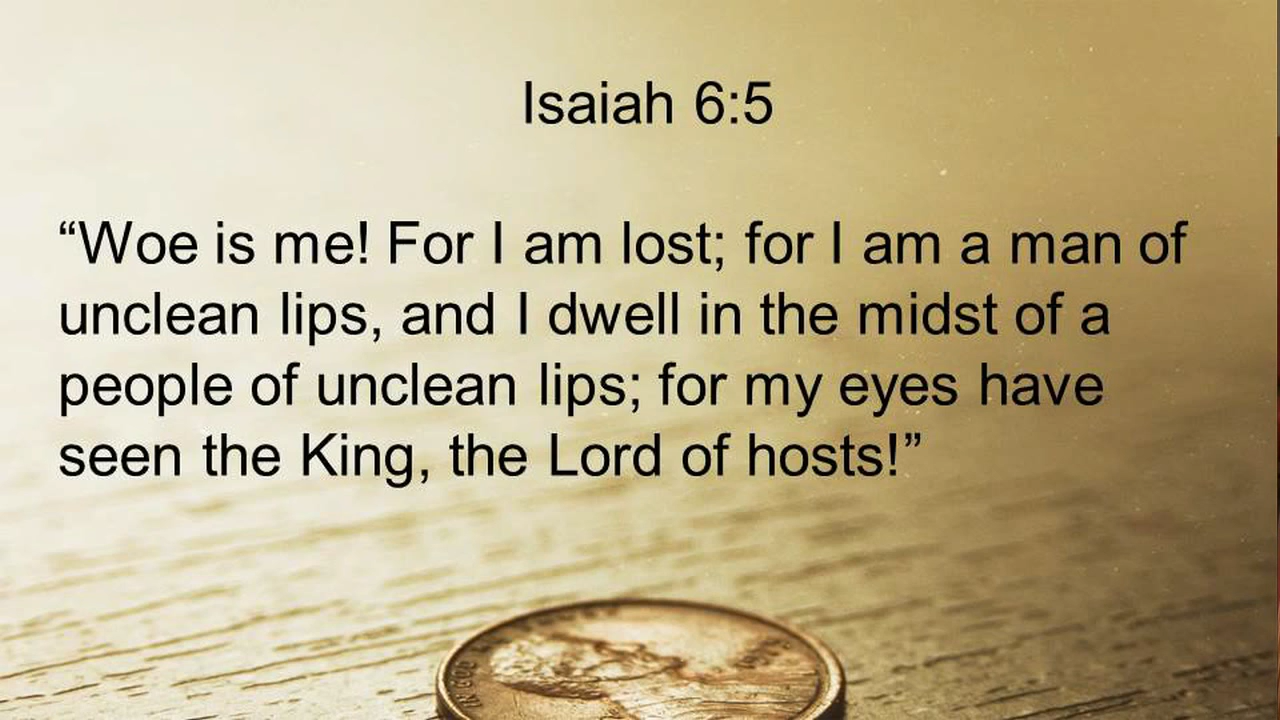 Isaiah 6:5
“Woe is me! For I am lost; for I am a man of
unclean lips, and I dwell in the midst of a
people of unclean lips; for my eyes have
seen the King, the Lord of hosts!”